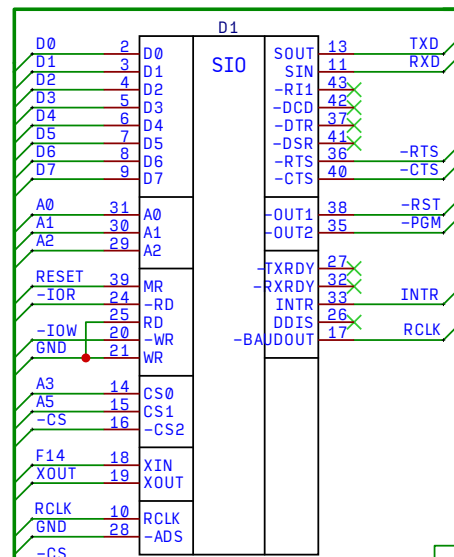 D1
SIO
D0 2 D0 SOUT 13 TXD
D1 3 D1 SIN 11 RXD
D2 4 D2 -RI1 43
D3 5 D3 -DCD 42
D4 6 D4 -DTR 37
D5 7 D5 -DSR 41
D6 8 D6 -RTS 36 -RTS
D7 9 D7 -CTS 40 -CTS
A0 31 A0 -OUT1 38 -RST
A1 30 A1 -OUT2 35 -PGM
A2 29 A2
-TXRDY 27
RESET 39 MR -RXRDY 32
-IOR 24 -RD INTR 33 INTR
25 RD DDIS 26
-IOW 20 -WR -BAUDOUT 17 RCLK
GND 21 WR
A3 14 CS0
A5 15 CS1
-CS 16 -CS2
F14 18 XIN
XOUT 19 XOUT
RCLK 10 RCLK
GND 28 -ADS
-CS